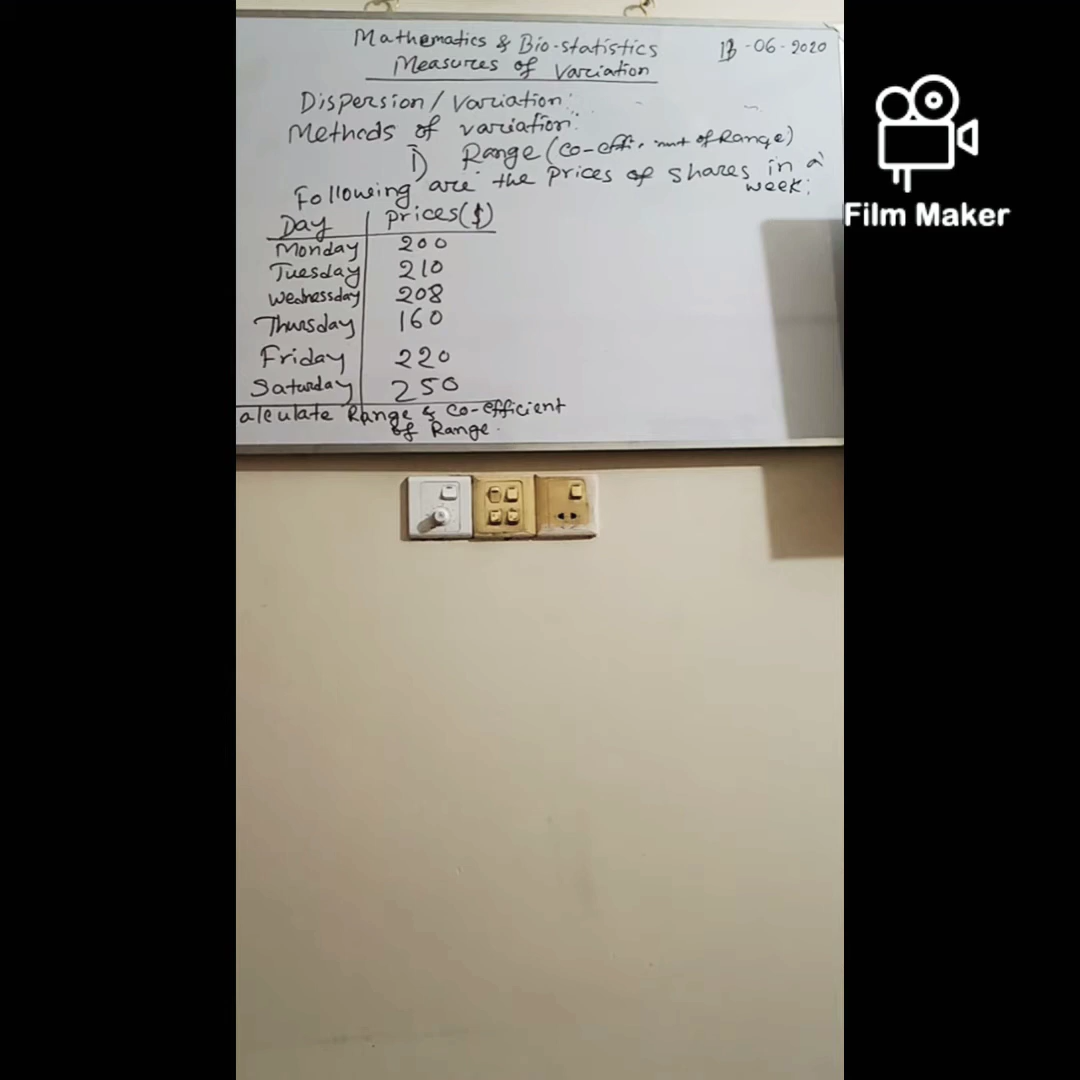 Mathematics & Bio-statistics
13-06-2020
Measures of Variation
Dispersion/Variation:
Methods of variation:
i) Range (co-efficient of Range)
Following are the prices of shares in a
week:
Day prices($)
Monday 200
Tuesday 210
Wednessday 208
Thursday 160
Friday 220
Saturday 250
alculate Range & co-efficient
of Range.
Film Maker